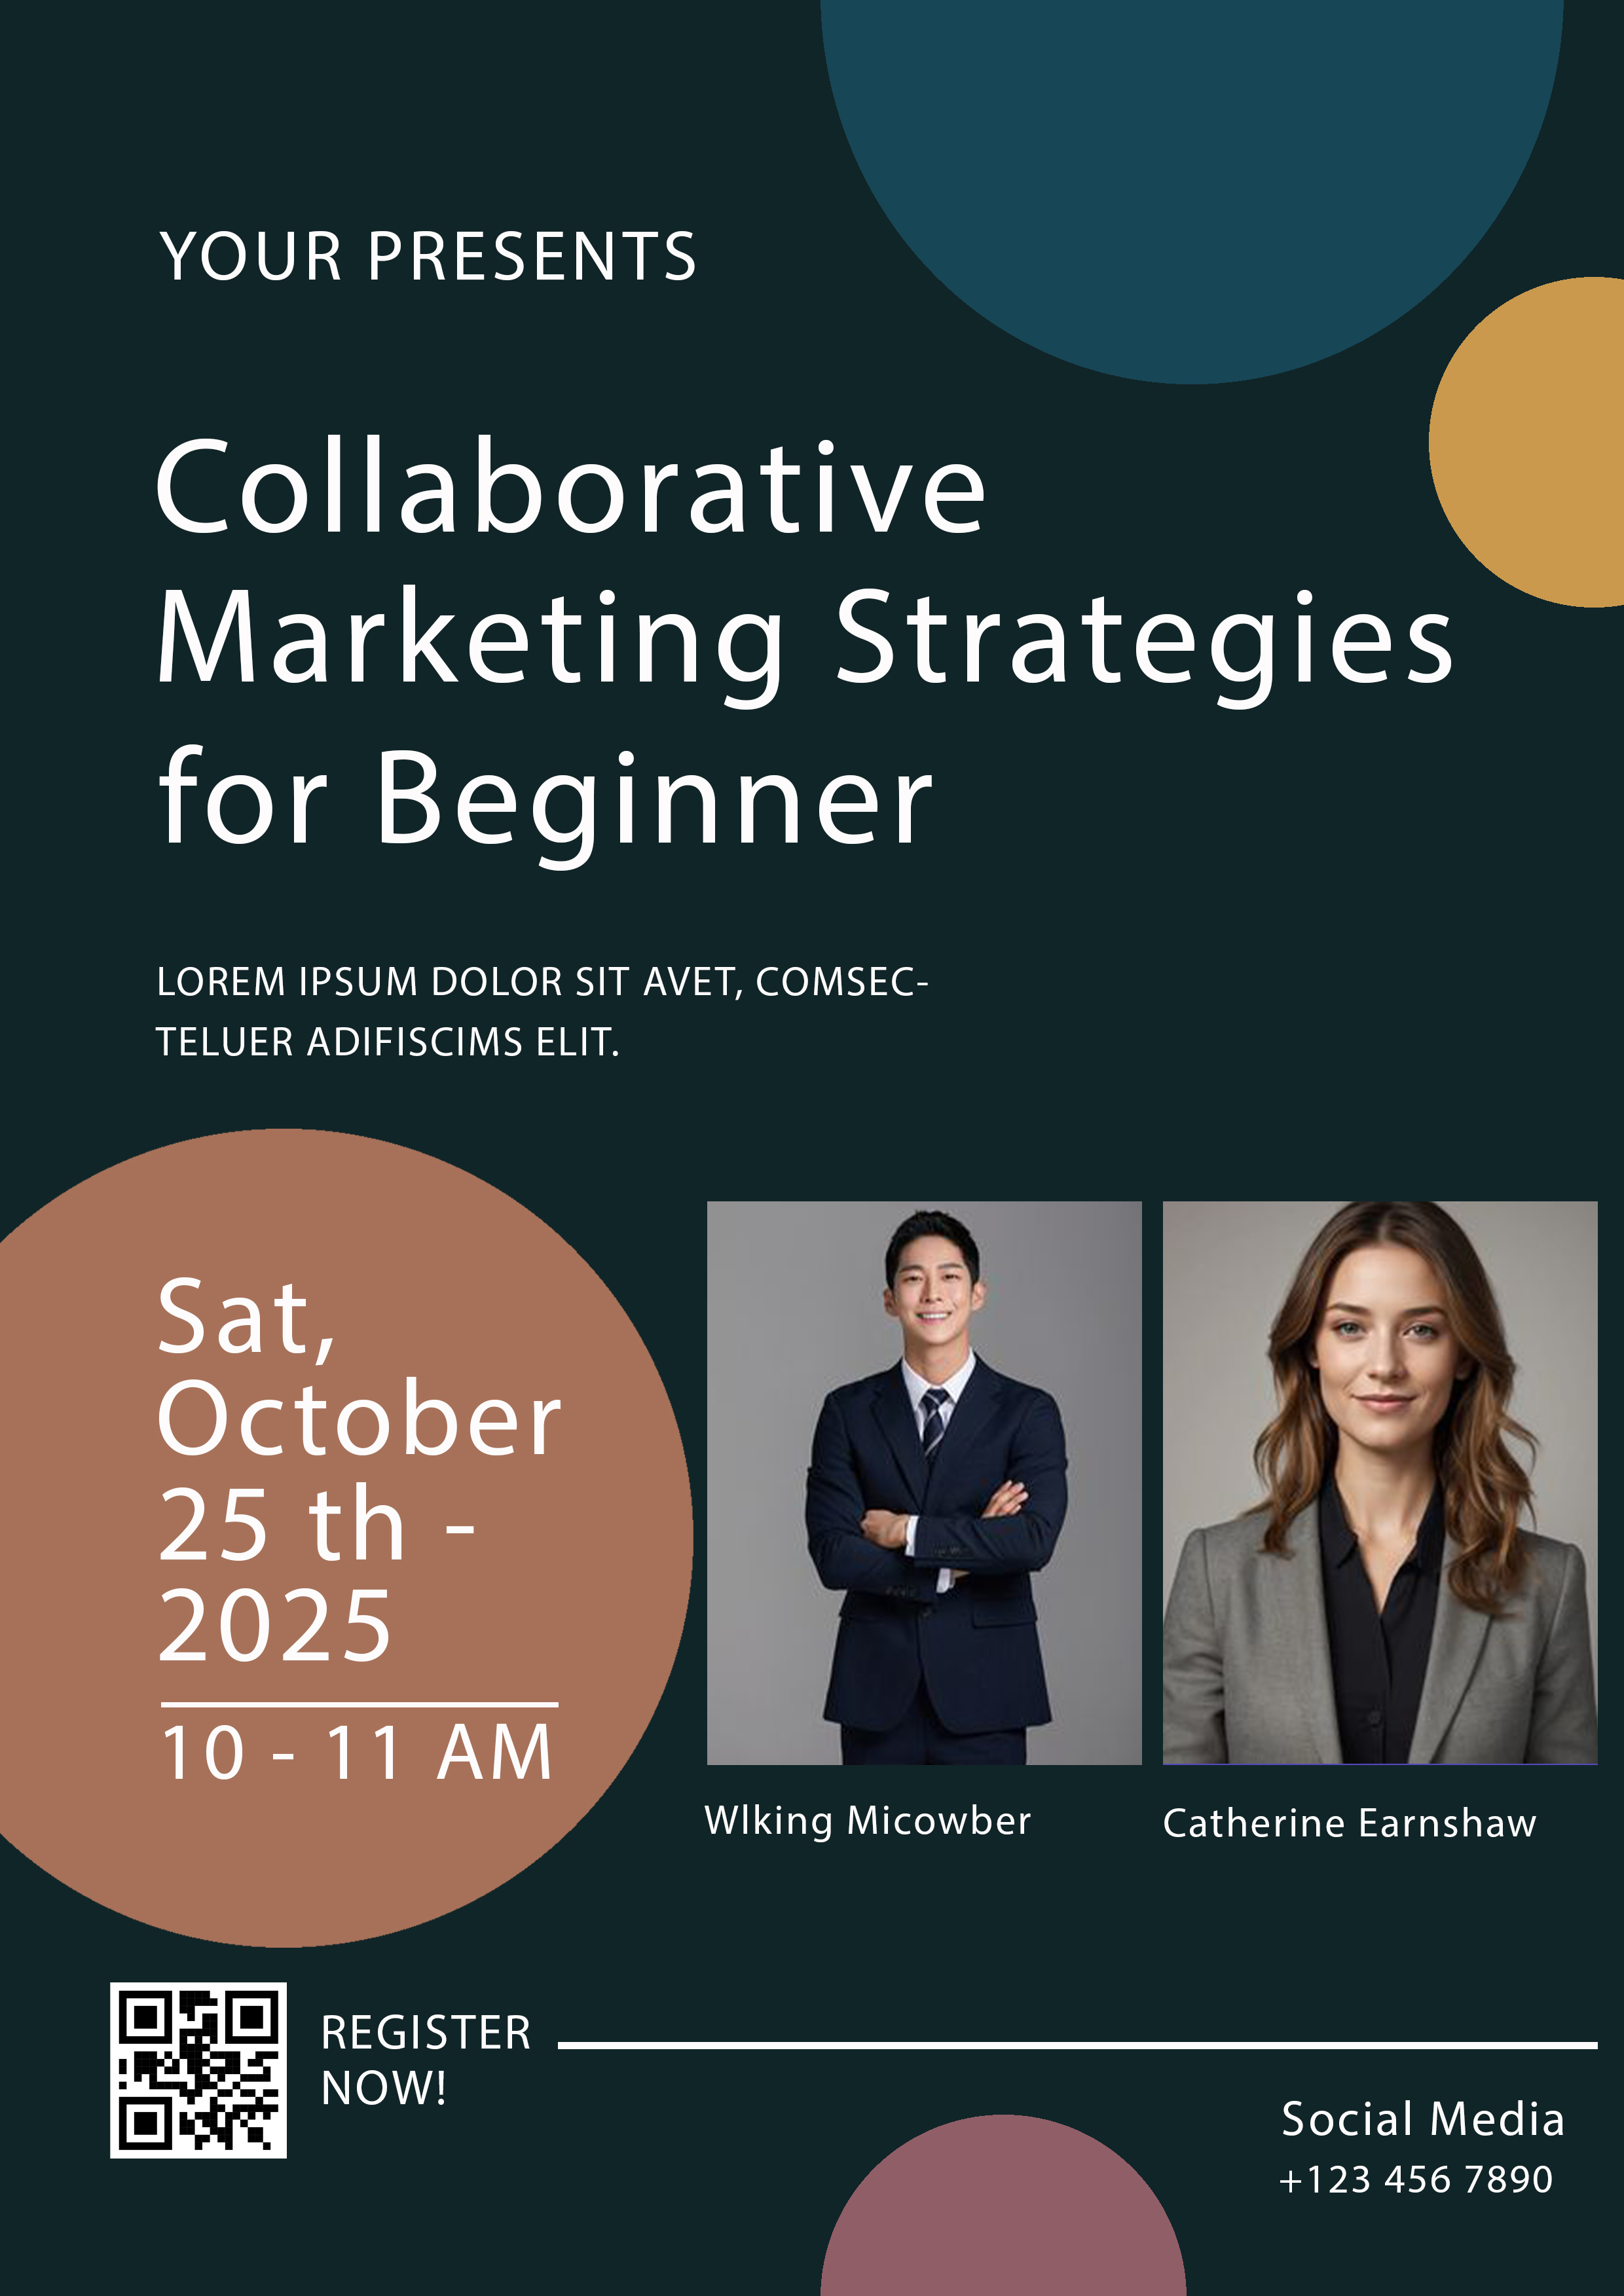 YOUR PRESENTS
Collaborative
Marketing Strategies
for Beginner
LOREM IPSUM DOLOR SIT AVET, COMSEC-
TELUER ADIFISCIMS ELIT.
Sat,
October
25 th -
2025
10 - 11 AM
Wlking Micowber
Catherine Earnshaw
REGISTER
NOW!
Social Media
+123 456 7890